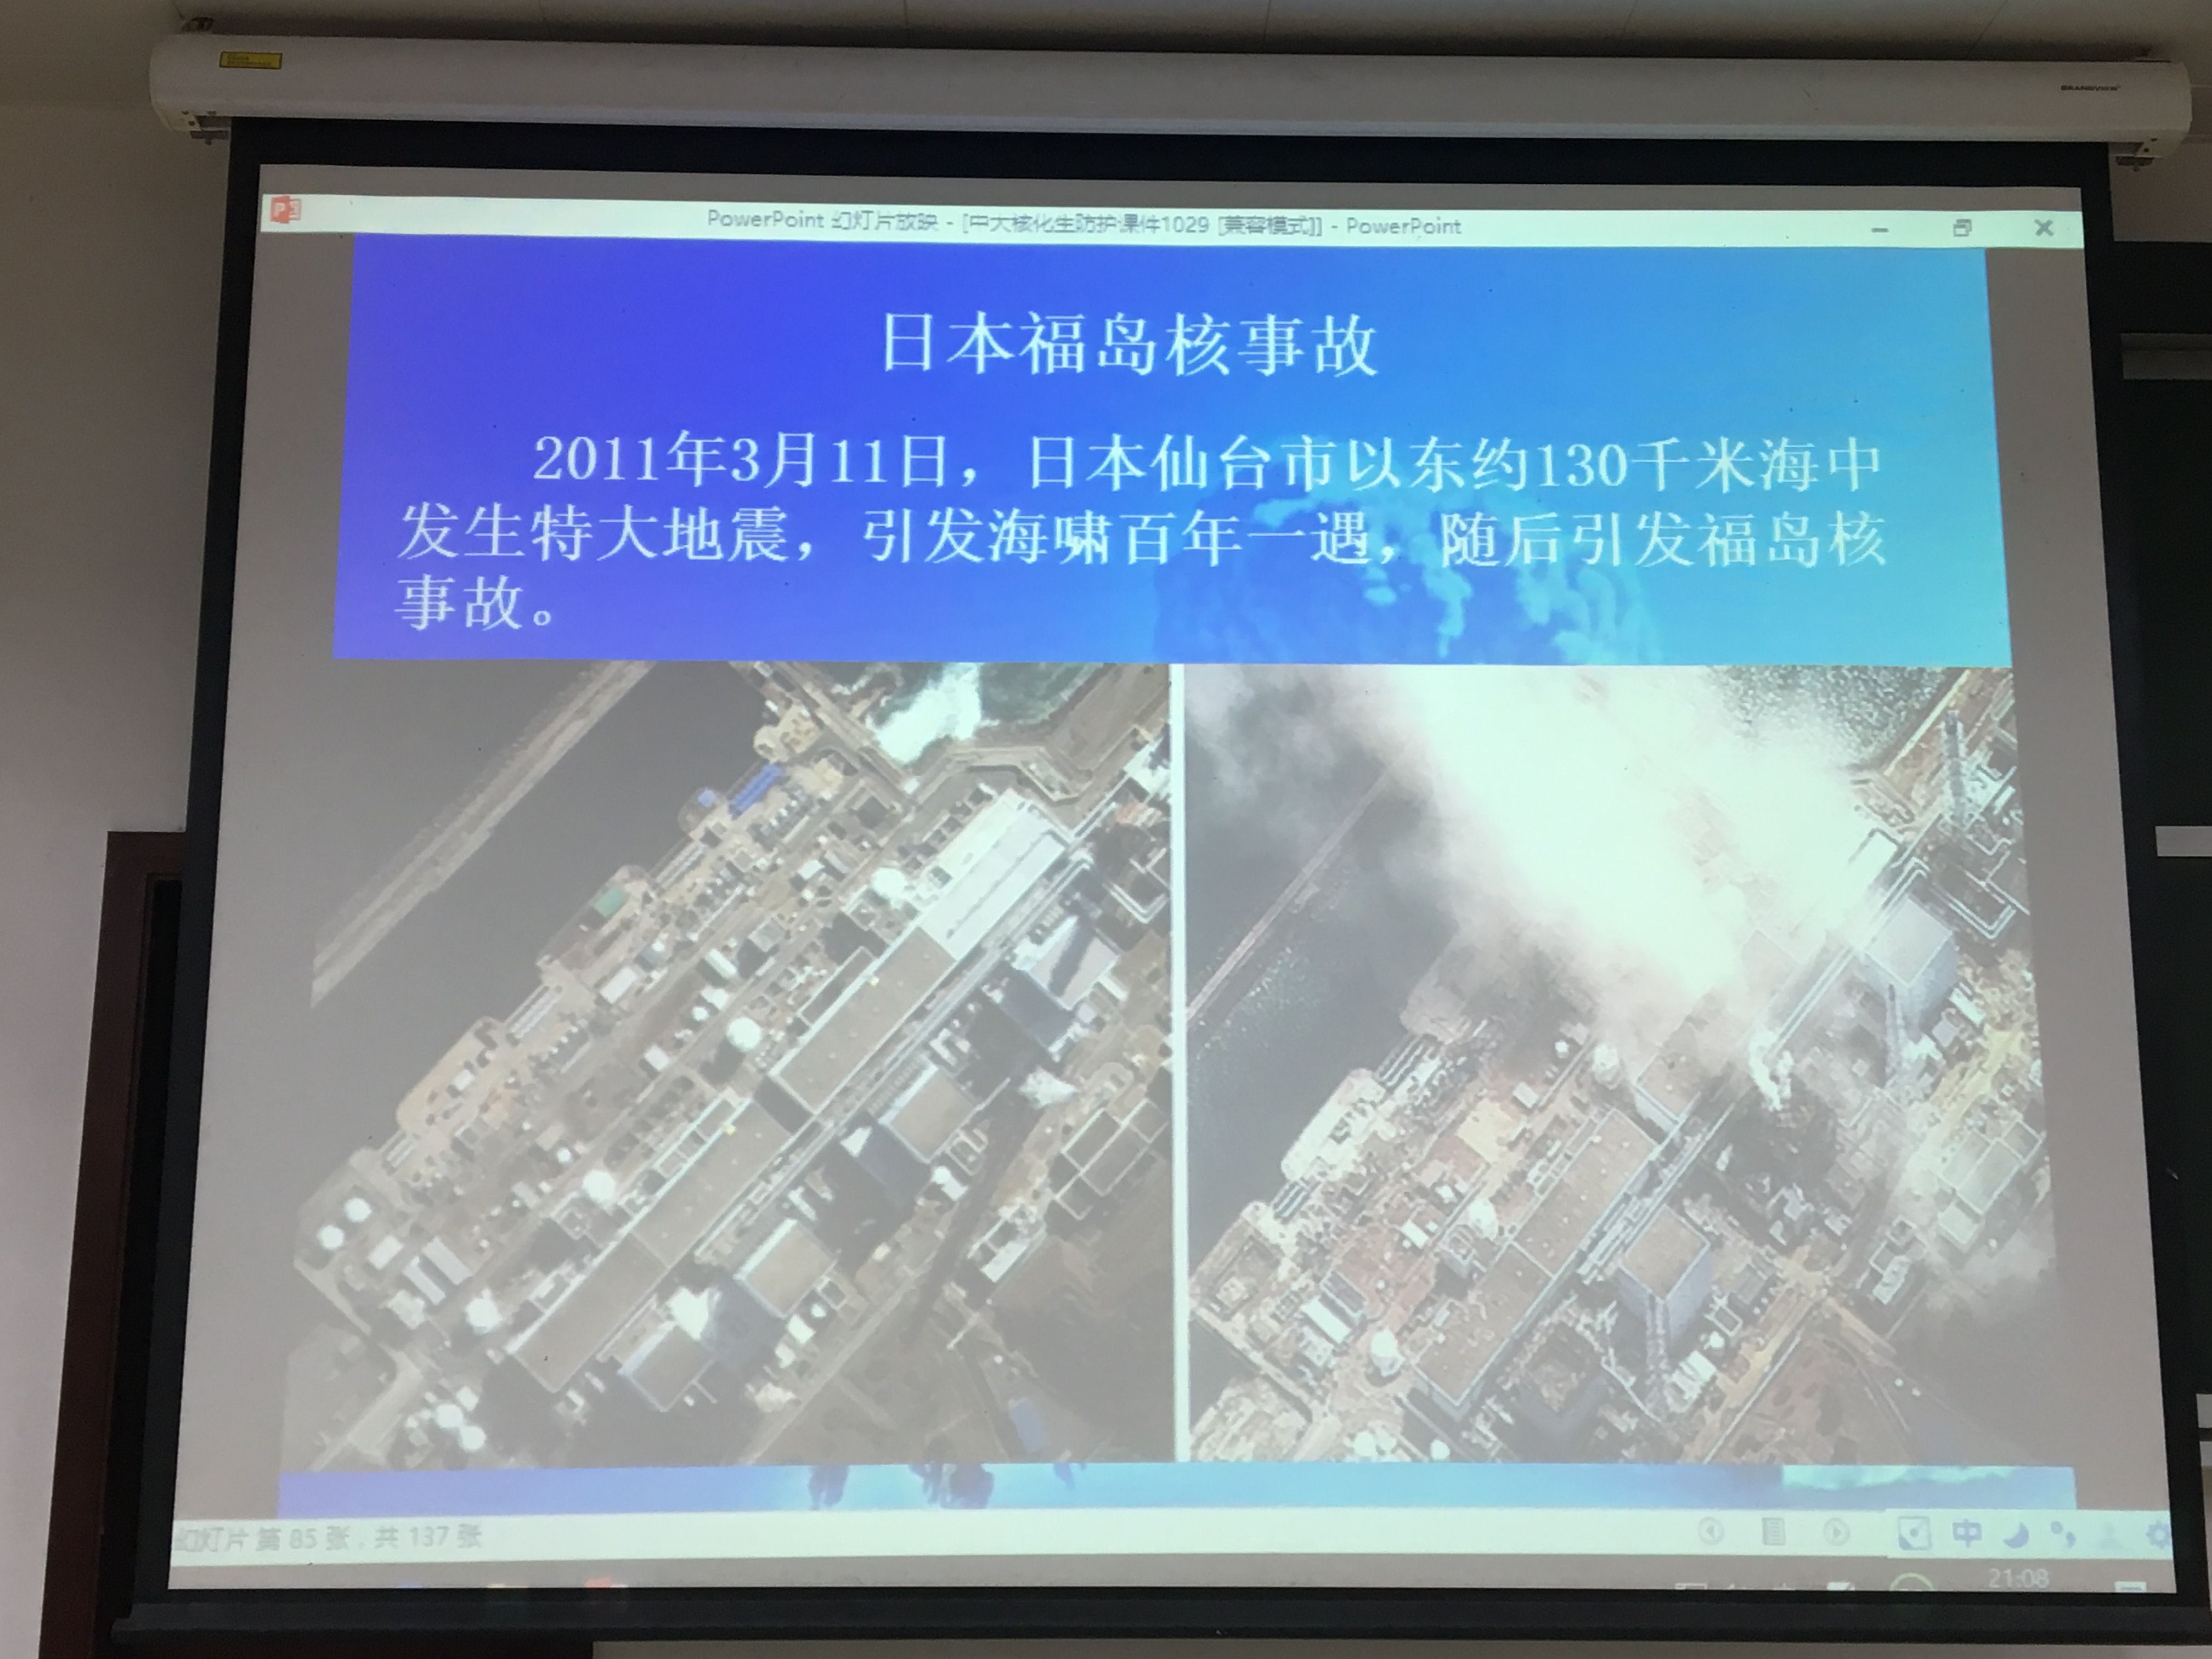 GRANDVIEW
PowerPoint 幻灯片放映 - [中大核化生防护课件1029 [兼容模式]] - PowerPoint
日本福岛核事故
2011年3月11日，日本仙台市以东约130千米海中
发生特大地震，引发海啸百年一遇，随后引发福岛核
事故。
幻灯片 第 85 张，共 137 张
中
21:08